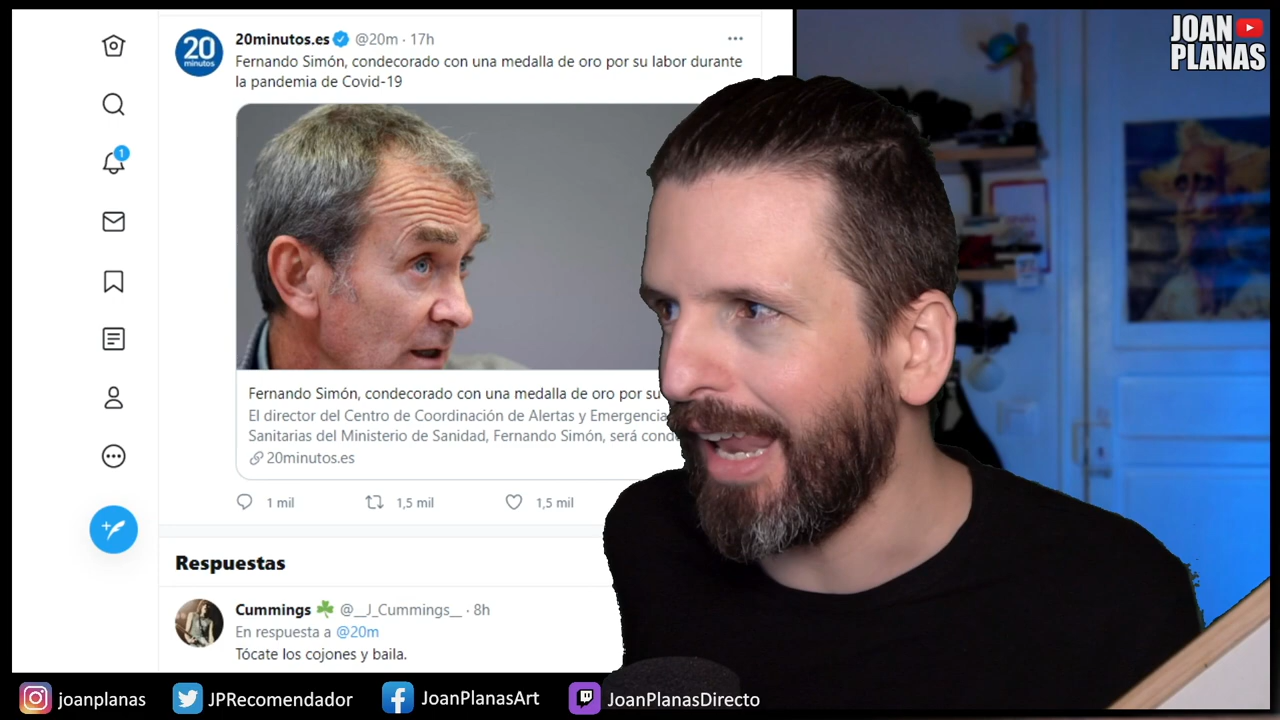 20minutos.es @20m · 17h
Fernando Simón, condecorado con una medalla de oro por su labor durante
la pandemia de Covid-19
20
minutos
1
Fernando Simón, condecorado con una medalla de oro por su
El director del Centro de Coordinación de Alertas y Emergencia
Sanitarias del Ministerio de Sanidad, Fernando Simón, será
20minutos.es
1 mil 1,5 mil 1,5 mil
Respuestas
Cummings @__J_Cummings__ · 8h
En respuesta a @20m
Tócate los cojones y baila.
JOAN
PLANAS
joanplanas JPRecomendador JoanPlanasArt JoanPlanasDirecto